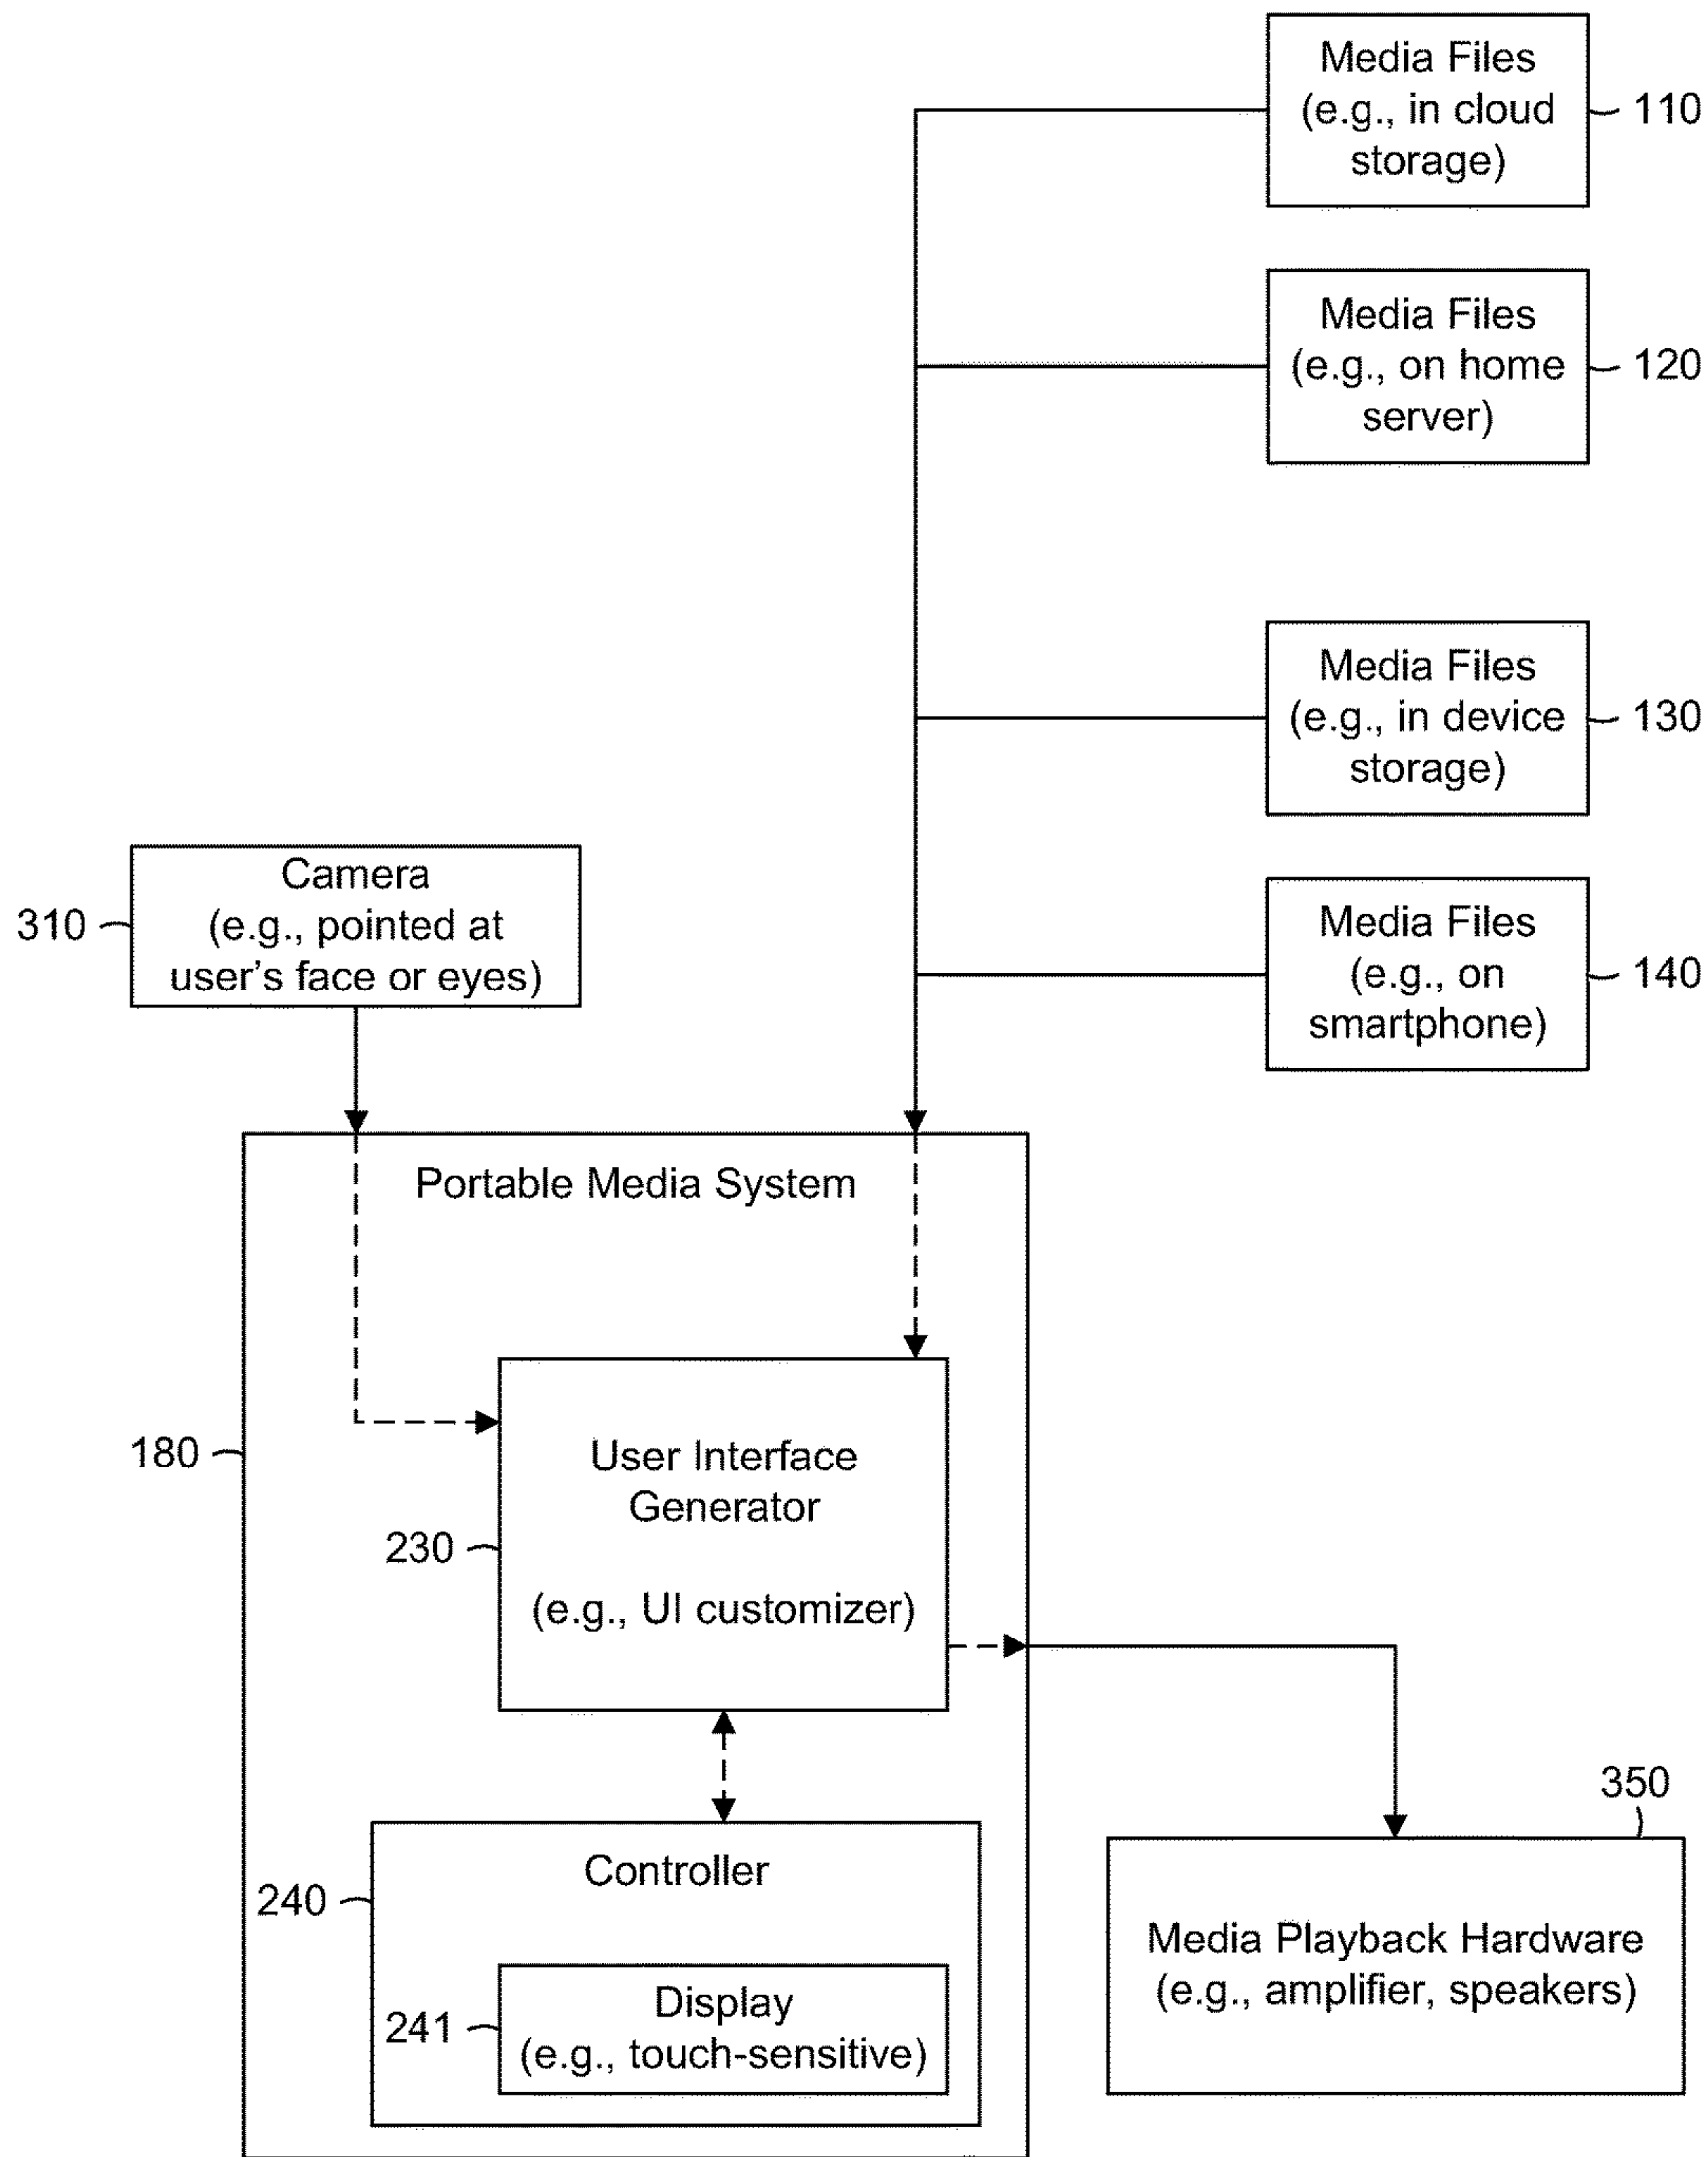 Media Files
(e.g., in cloud
storage)
110
Media Files
(e.g., on home
server)
120
Media Files
(e.g., in device
storage)
130
Media Files
(e.g., on
smartphone)
140
Camera
(e.g., pointed at
user's face or eyes)
310
Portable Media System
180
User Interface
Generator
(e.g., UI customizer)
230
Controller
240
Display
(e.g., touch-sensitive)
241
350
Media Playback Hardware
(e.g., amplifier, speakers)